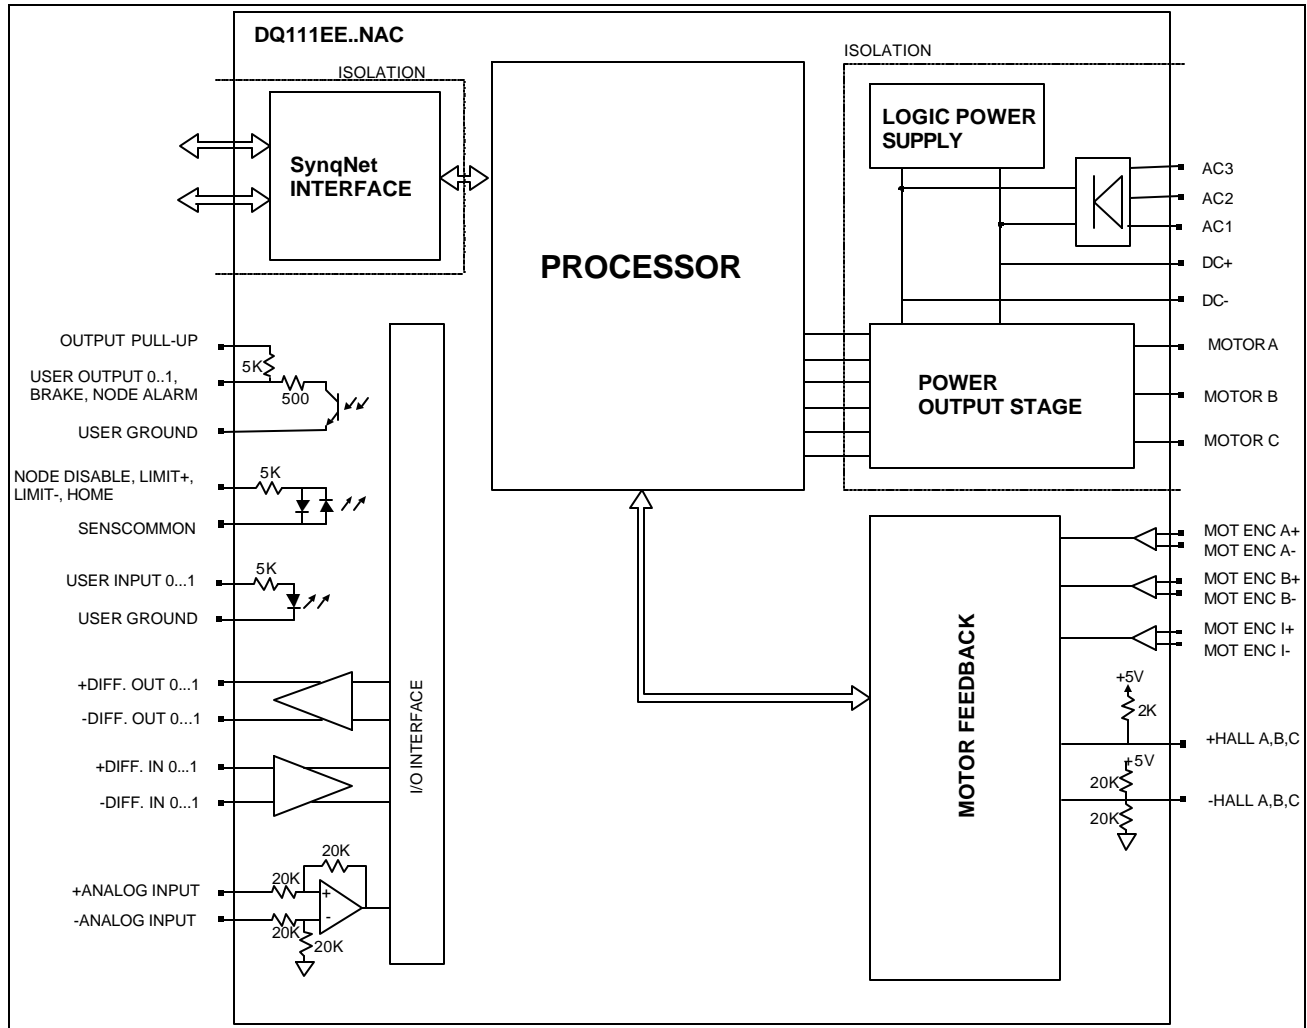 DQ111EE..NAC
ISOLATION
ISOLATION
SynqNet
INTERFACE
PROCESSOR
LOGIC POWER
SUPPLY
AC3
AC2
AC1
DC+
DC-
OUTPUT PULL-UP
5K
USER OUTPUT 0..1,
BRAKE, NODE ALARM
500
USER GROUND
NODE DISABLE, LIMIT+,
LIMIT-, HOME
5K
SENSCOMMON
USER INPUT 0...1
5K
USER GROUND
+DIFF. OUT 0...1
-DIFF. OUT 0...1
+DIFF. IN 0...1
-DIFF. IN 0...1
20K
+ANALOG INPUT
20K
+
-ANALOG INPUT
-
20K
20K
I/O INTERFACE
POWER
OUTPUT STAGE
MOTOR A
MOTOR B
MOTOR C
MOTOR FEEDBACK
MOT ENC A+
MOT ENC A-
MOT ENC B+
MOT ENC B-
MOT ENC I+
MOT ENC I-
+5V
2K
+HALL A,B,C
+5V
20K
-HALL A,B,C
20K